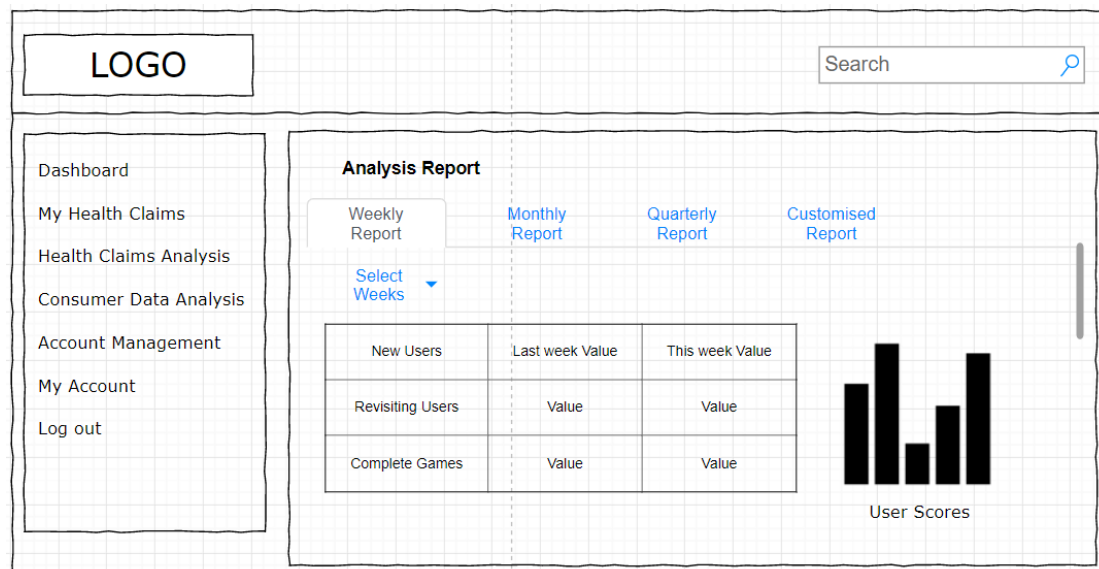 LOGO
Search
Dashboard
My Health Claims
Health Claims Analysis
Consumer Data Analysis
Account Management
My Account
Log out
Analysis Report
Weekly
Report
Monthly
Report
Quarterly
Report
Customised
Report
Select
Weeks
New Users Last week Value This week Value
Revisiting Users Value Value
Complete Games Value Value
User Scores